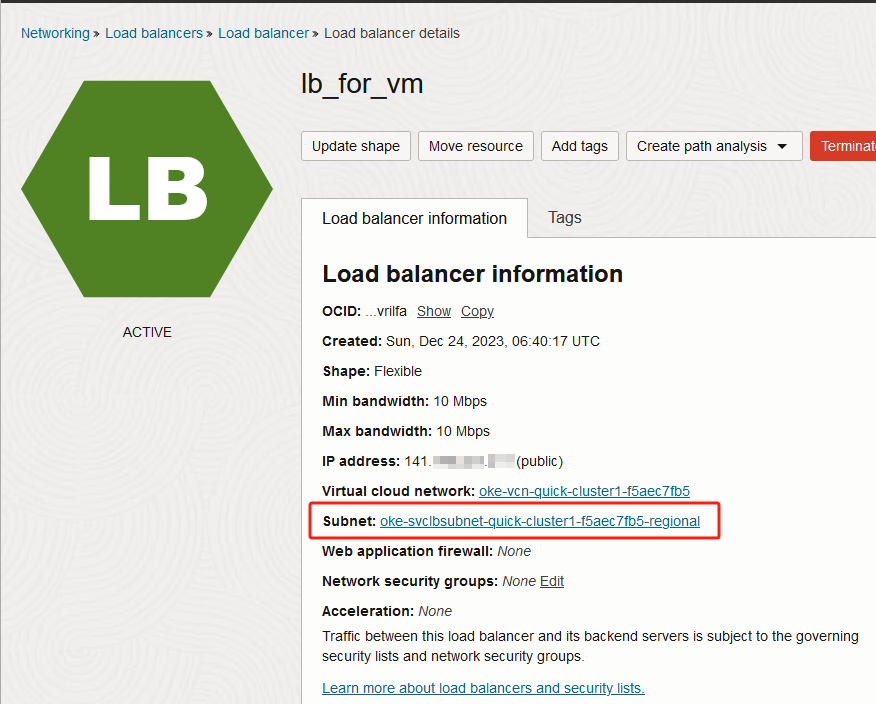 Networking » Load balancers » Load balancer » Load balancer details
lb_for_vm
LB
Update shape Move resource Add tags Create path analysis Terminat
Load balancer information Tags
Load balancer information
OCID: ...vrilfa Show Copy
ACTIVE
Created: Sun, Dec 24, 2023, 06:40:17 UTC
Shape: Flexible
Min bandwidth: 10 Mbps
Max bandwidth: 10 Mbps
IP address: 141. . (public)
Virtual cloud network: oke-vcn-quick-cluster1-f5aec7fb5
Subnet: oke-svclbsubnet-quick-cluster1-f5aec7fb5-regional
Web application firewall: None
Network security groups: None Edit
Acceleration: None
Traffic between this load balancer and its backend servers is subject to the governing
security lists and network security groups.
Learn more about load balancers and security lists.